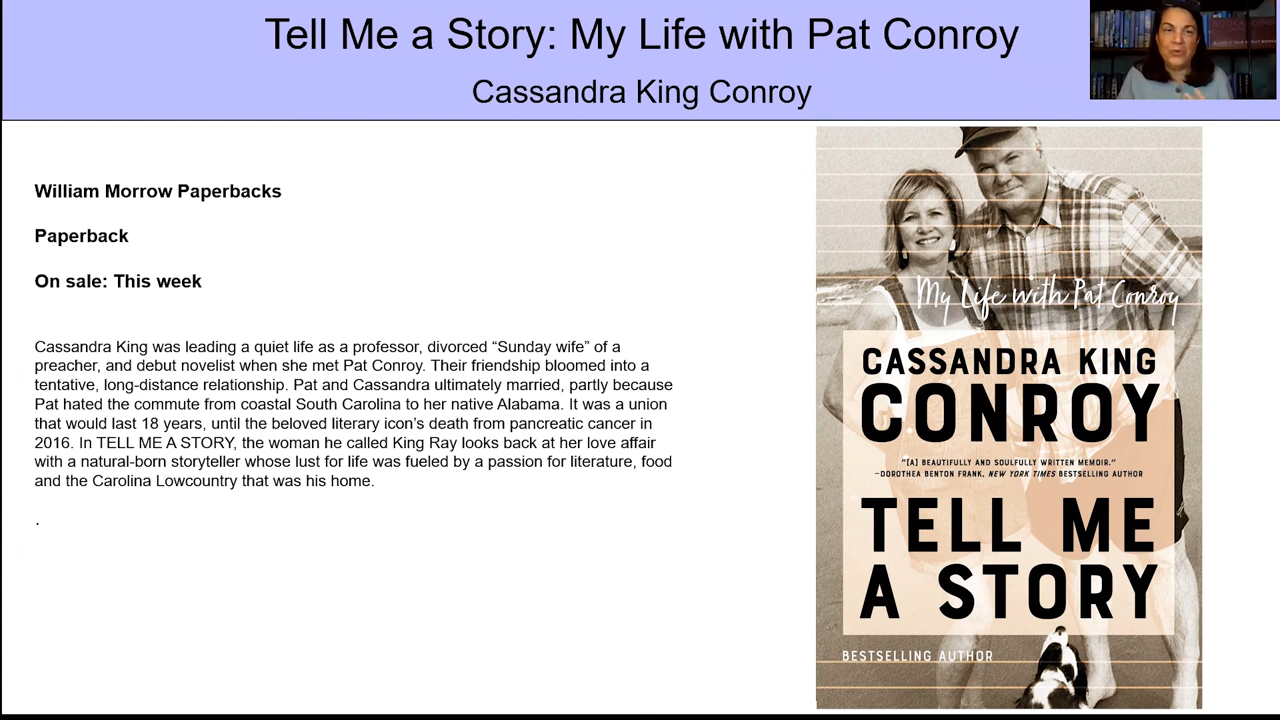 Tell Me a Story: My Life with Pat Conroy
Cassandra King Conroy
William Morrow Paperbacks
Paperback
On sale: This week
Cassandra King was leading a quiet life as a professor, divorced “Sunday wife” of a
preacher, and debut novelist when she met Pat Conroy. Their friendship bloomed into a
tentative, long-distance relationship. Pat and Cassandra ultimately married, partly because
Pat hated the commute from coastal South Carolina to her native Alabama. It was a union
that would last 18 years, until the beloved literary icon’s death from pancreatic cancer in
2016. In TELL ME A STORY, the woman he called King Ray looks back at her love affair
with a natural-born storyteller whose lust for life was fueled by a passion for literature, food
and the Carolina Lowcountry that was his home.
.
My Life with Pat Conroy
CASSANDRA KING
CONROY
"[A] BEAUTIFULLY AND SOULFULLY WRITTEN MEMOIR."
—DOROTHEA BENTON FRANK, NEW YORK TIMES BESTSELLING AUTHOR
TELL ME
A STORY
BESTSELLING AUTHOR